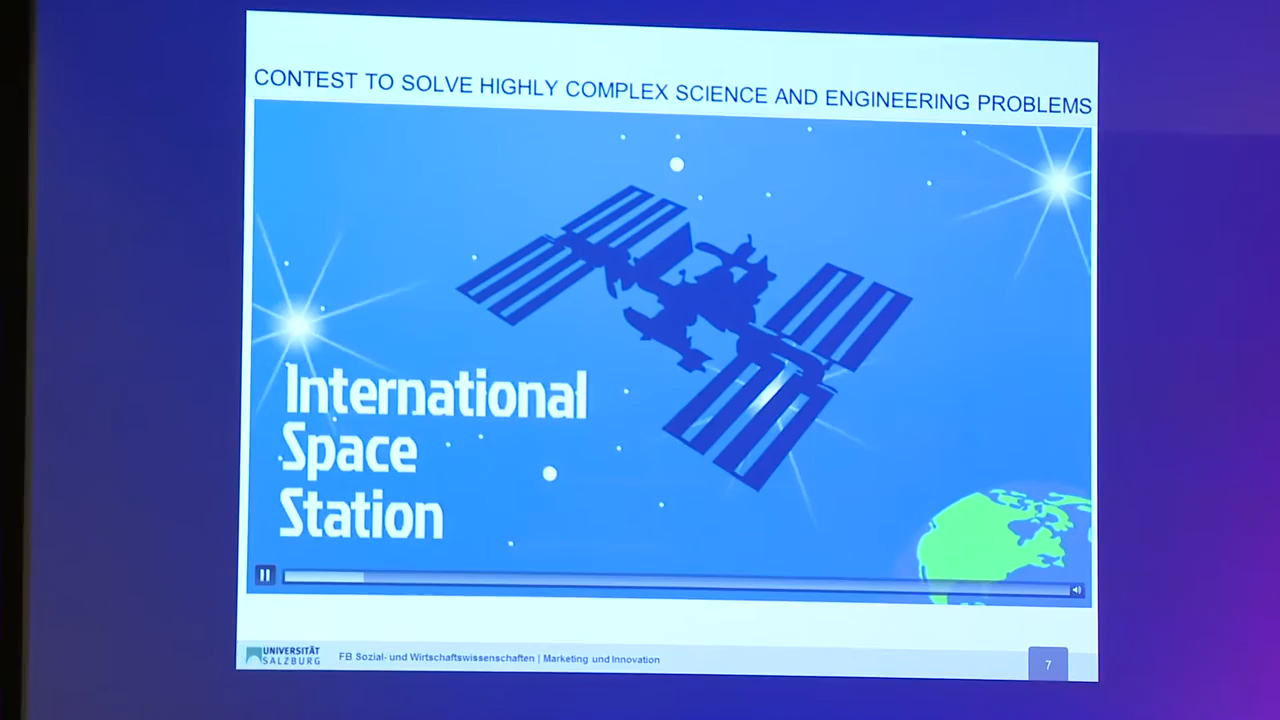 CONTEST TO SOLVE HIGHLY COMPLEX SCIENCE AND ENGINEERING PROBLEMS
International
Space
Station
UNIVERSITÄT
SALZBURG
FB Sozial- und Wirtschaftswissenschaften | Marketing und Innovation
7